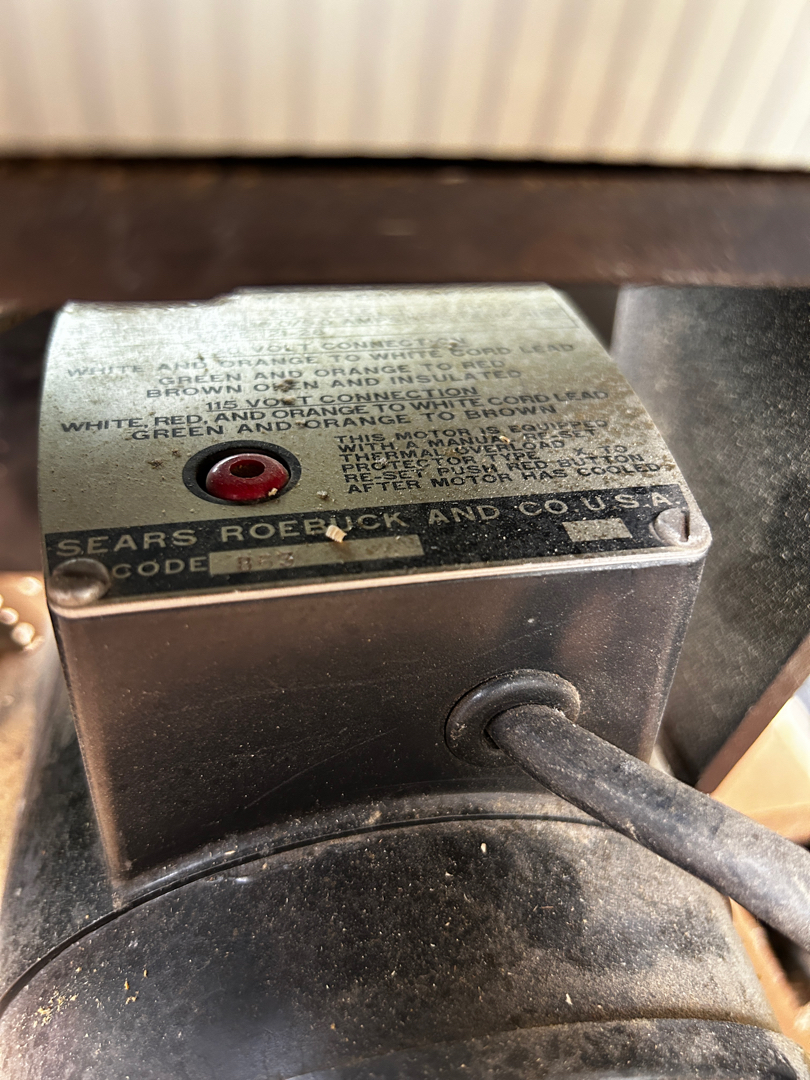 VOLT CONNECTION
WHITE AND ORANGE TO WHITE CORD LEAD
GREEN AND ORANGE TO RED
BROWN OPEN AND INSULATED
115 VOLT CONNECTION
WHITE, RED, AND ORANGE TO WHITE CORD LEAD
GREEN AND ORANGE TO BROWN
THIS MOTOR IS EQUIPPED
WITH A MANUAL RE-SET
THERMAL OVERLOAD
PROTECTOR TYPE X. TO
RE-SET PUSH RED BUTTON
AFTER MOTOR HAS COOLED
SEARS ROEBUCK AND CO. U.S.A.
CODE